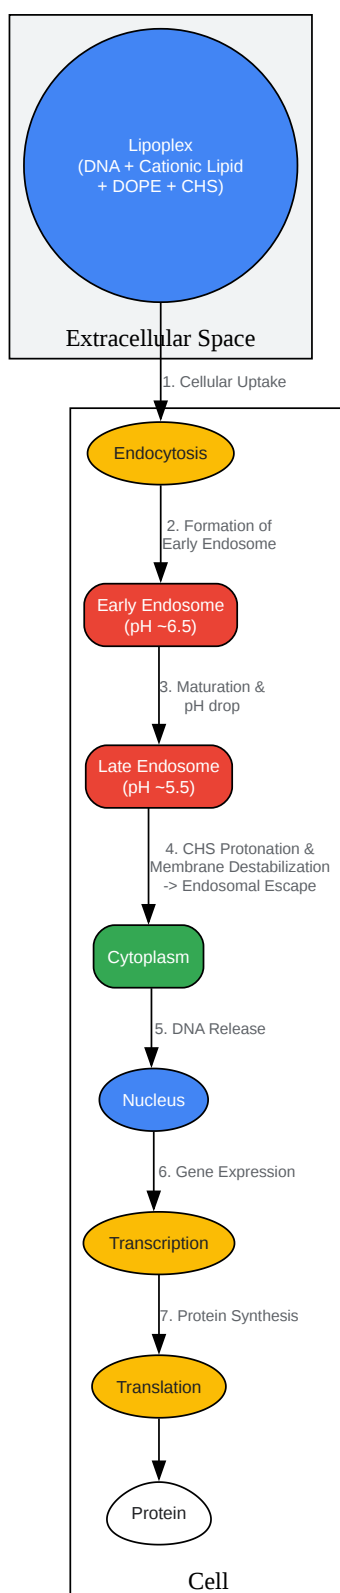 Lipoplex
(DNA + Cationic Lipid
+ DOPE + CHS)
Extracellular Space
1. Cellular Uptake
Endocytosis
2. Formation of
Early Endosome
Early Endosome
(pH ~6.5)
3. Maturation &
pH drop
Late Endosome
(pH ~5.5)
4. CHS Protonation &
Membrane Destabilization
-> Endosomal Escape
Cytoplasm
5. DNA Release
Nucleus
6. Gene Expression
Transcription
7. Protein Synthesis
Translation
Protein
Cell